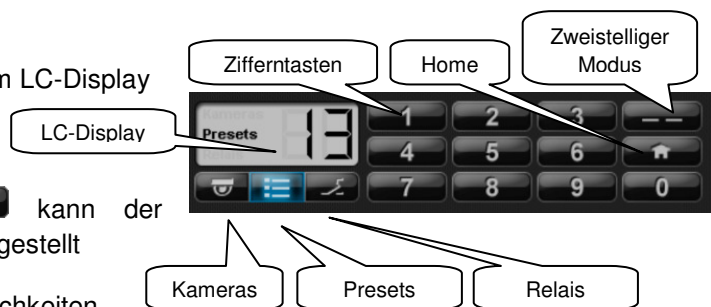 Zweistelliger
Modus
Zifferntasten
Home
m LC-Display
LC-Display
Kameras
Presets
13
1 2 3 — —
4 5 6
7 8 9 0
kann der
gestellt
Kameras
Presets
Relais
chkeiten